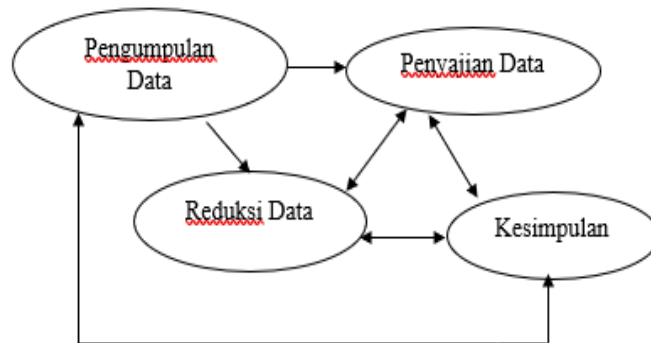 Pengumpulan
Data
Penyajian Data
Reduksi Data
Kesimpulan